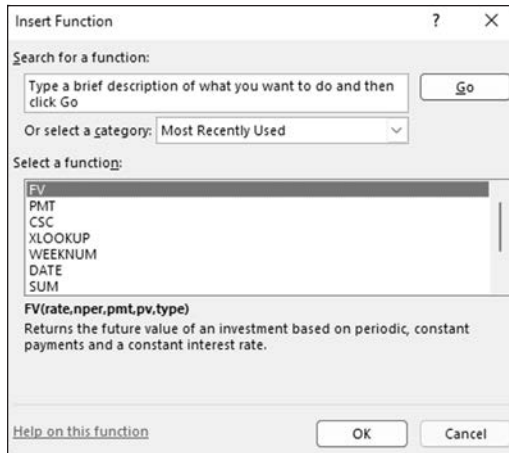 Insert Function
?
Search for a function:
Type a brief description of what you want to do and then
click Go
Go
Or select a category:
Most Recently Used
Select a function:
FV
PMT
CSC
XLOOKUP
WEEKNUM
DATE
SUM
FV(rate,nper,pmt,pv,type)
Returns the future value of an investment based on periodic, constant
payments and a constant interest rate.
Help on this function
OK
Cancel